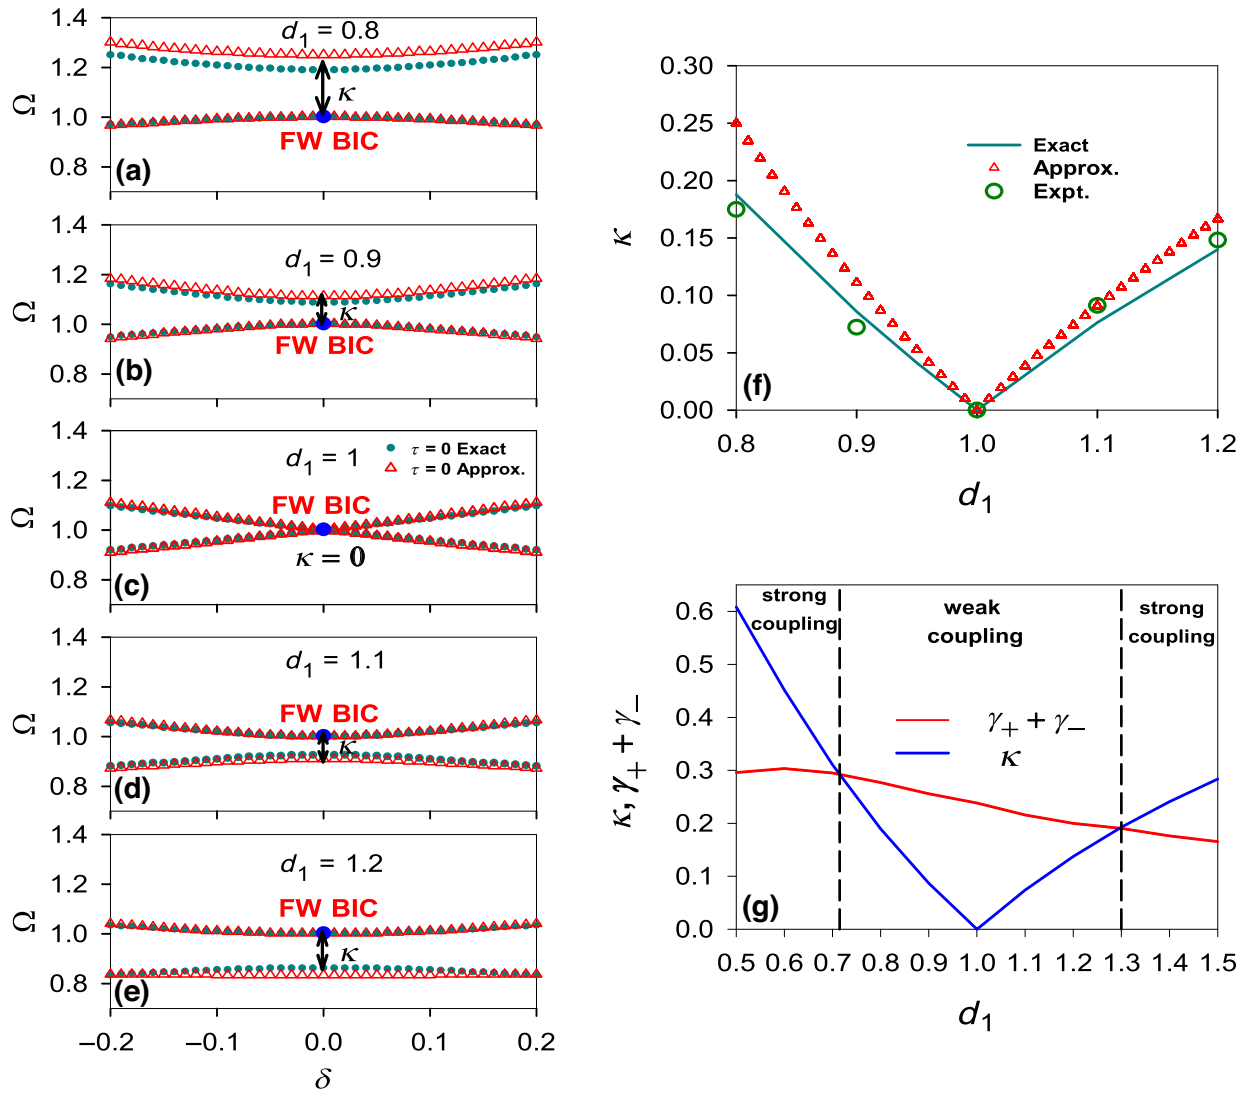 1.4
1.2
1.0
0.8
Ω
d1 = 0.8
κ
FW BIC
(a)
1.4
1.2
1.0
0.8
Ω
d1 = 0.9
κ
FW BIC
(b)
1.4
1.2
1.0
0.8
Ω
d1 = 1
τ = 0 Exact
τ = 0 Approx.
FW BIC
κ = 0
(c)
1.4
1.2
1.0
0.8
Ω
d1 = 1.1
FW BIC
κ
(d)
1.4
1.2
1.0
0.8
Ω
d1 = 1.2
FW BIC
κ
(e)
−0.2 −0.1 0.0 0.1 0.2
δ
0.30
0.25
0.20
0.15
0.10
0.05
0.00
κ
Exact
Approx.
Expt.
(f)
0.8 0.9 1.0 1.1 1.2
d1
0.6
0.5
0.4
0.3
0.2
0.1
0.0
κ, γ+ + γ−
strong
coupling
weak
coupling
strong
coupling
γ+ + γ−
κ
(g)
0.5 0.6 0.7 0.8 0.9 1.0 1.1 1.2 1.3 1.4 1.5
d1